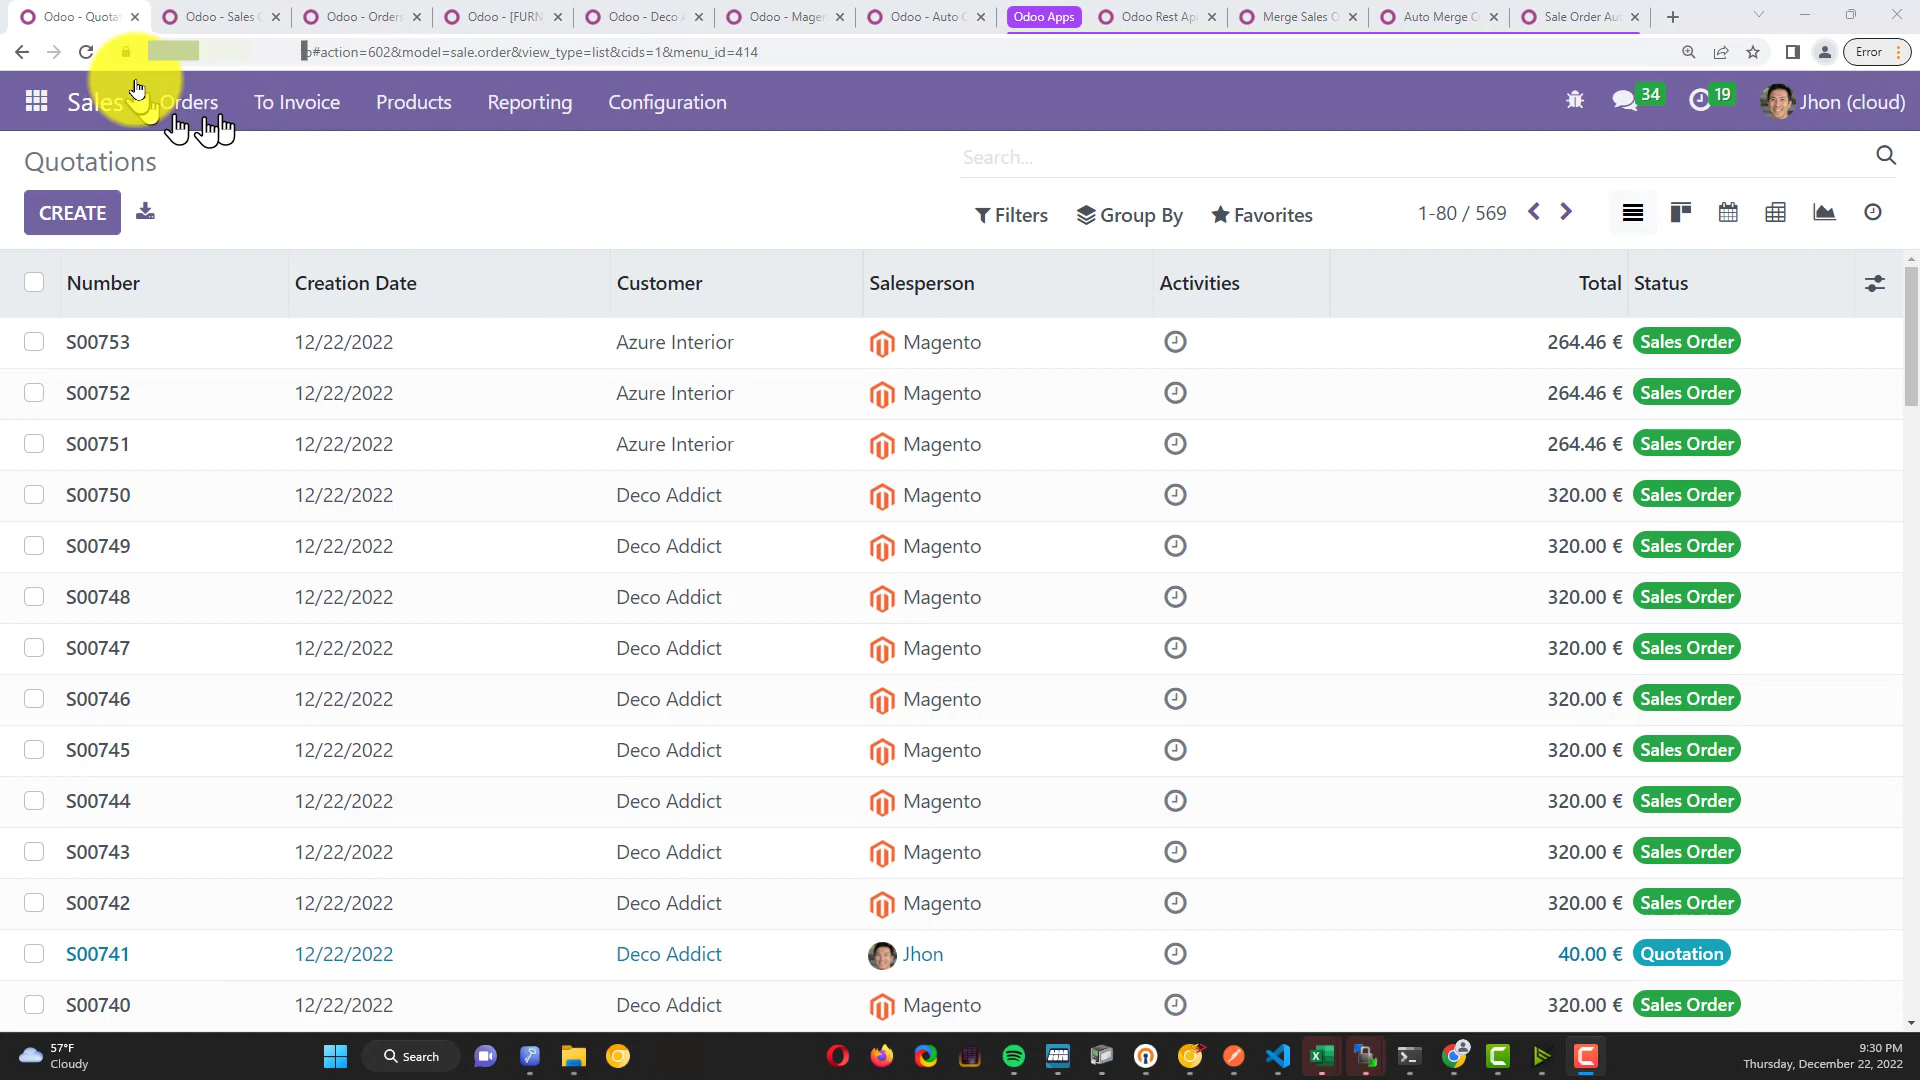 Odoo - Quotat
Odoo - Sales
Odoo - Orders
Odoo - [FURN
Odoo - Deco A
Odoo - Magen
Odoo - Auto C
Odoo Apps
Odoo Rest Ap
Merge Sales O
Auto Merge C
Sale Order Aut
#action=602&model=sale.order&view_type=list&cids=1&menu_id=414
Error
Sales
Orders
To Invoice
Products
Reporting
Configuration
34
19
Jhon (cloud)
Quotations
Search...
CREATE
Filters
Group By
Favorites
1-80 / 569
Number Creation Date Customer Salesperson Activities Total Status
S00753 12/22/2022 Azure Interior Magento 264.46 € Sales Order
S00752 12/22/2022 Azure Interior Magento 264.46 € Sales Order
S00751 12/22/2022 Azure Interior Magento 264.46 € Sales Order
S00750 12/22/2022 Deco Addict Magento 320.00 € Sales Order
S00749 12/22/2022 Deco Addict Magento 320.00 € Sales Order
S00748 12/22/2022 Deco Addict Magento 320.00 € Sales Order
S00747 12/22/2022 Deco Addict Magento 320.00 € Sales Order
S00746 12/22/2022 Deco Addict Magento 320.00 € Sales Order
S00745 12/22/2022 Deco Addict Magento 320.00 € Sales Order
S00744 12/22/2022 Deco Addict Magento 320.00 € Sales Order
S00743 12/22/2022 Deco Addict Magento 320.00 € Sales Order
S00742 12/22/2022 Deco Addict Magento 320.00 € Sales Order
S00741 12/22/2022 Deco Addict Jhon 40.00 € Quotation
S00740 12/22/2022 Deco Addict Magento 320.00 € Sales Order
57°F
Cloudy
Search
9:30 PM
Thursday, December 22, 2022